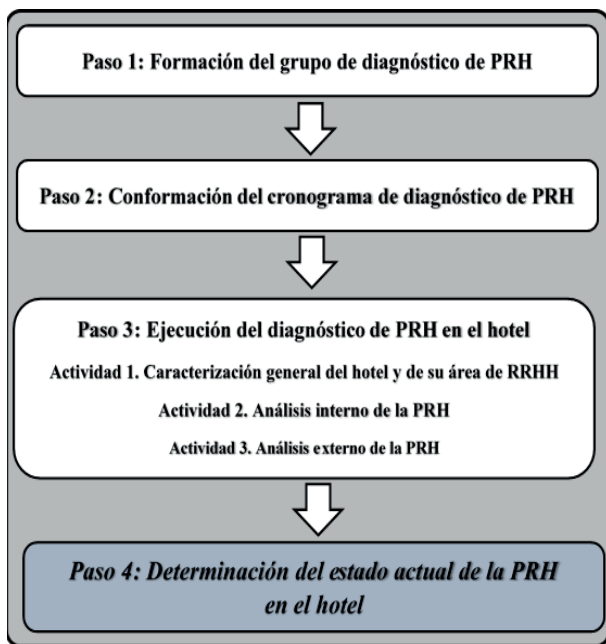 Paso 1: Formación del grupo de diagnóstico de PRH
Paso 2: Conformación del cronograma de diagnóstico de PRH
Paso 3: Ejecución del diagnóstico de PRH en el hotel
Actividad 1. Caracterización general del hotel y de su área de RRHH
Actividad 2. Análisis interno de la PRH
Actividad 3. Análisis externo de la PRH
Paso 4: Determinación del estado actual de la PRH
en el hotel